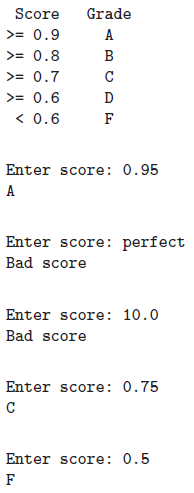 Score Grade
>= 0.9 A
>= 0.8 B
>= 0.7 C
>= 0.6 D
< 0.6 F
Enter score: 0.95
A
Enter score: perfect
Bad score
Enter score: 10.0
Bad score
Enter score: 0.75
C
Enter score: 0.5
F